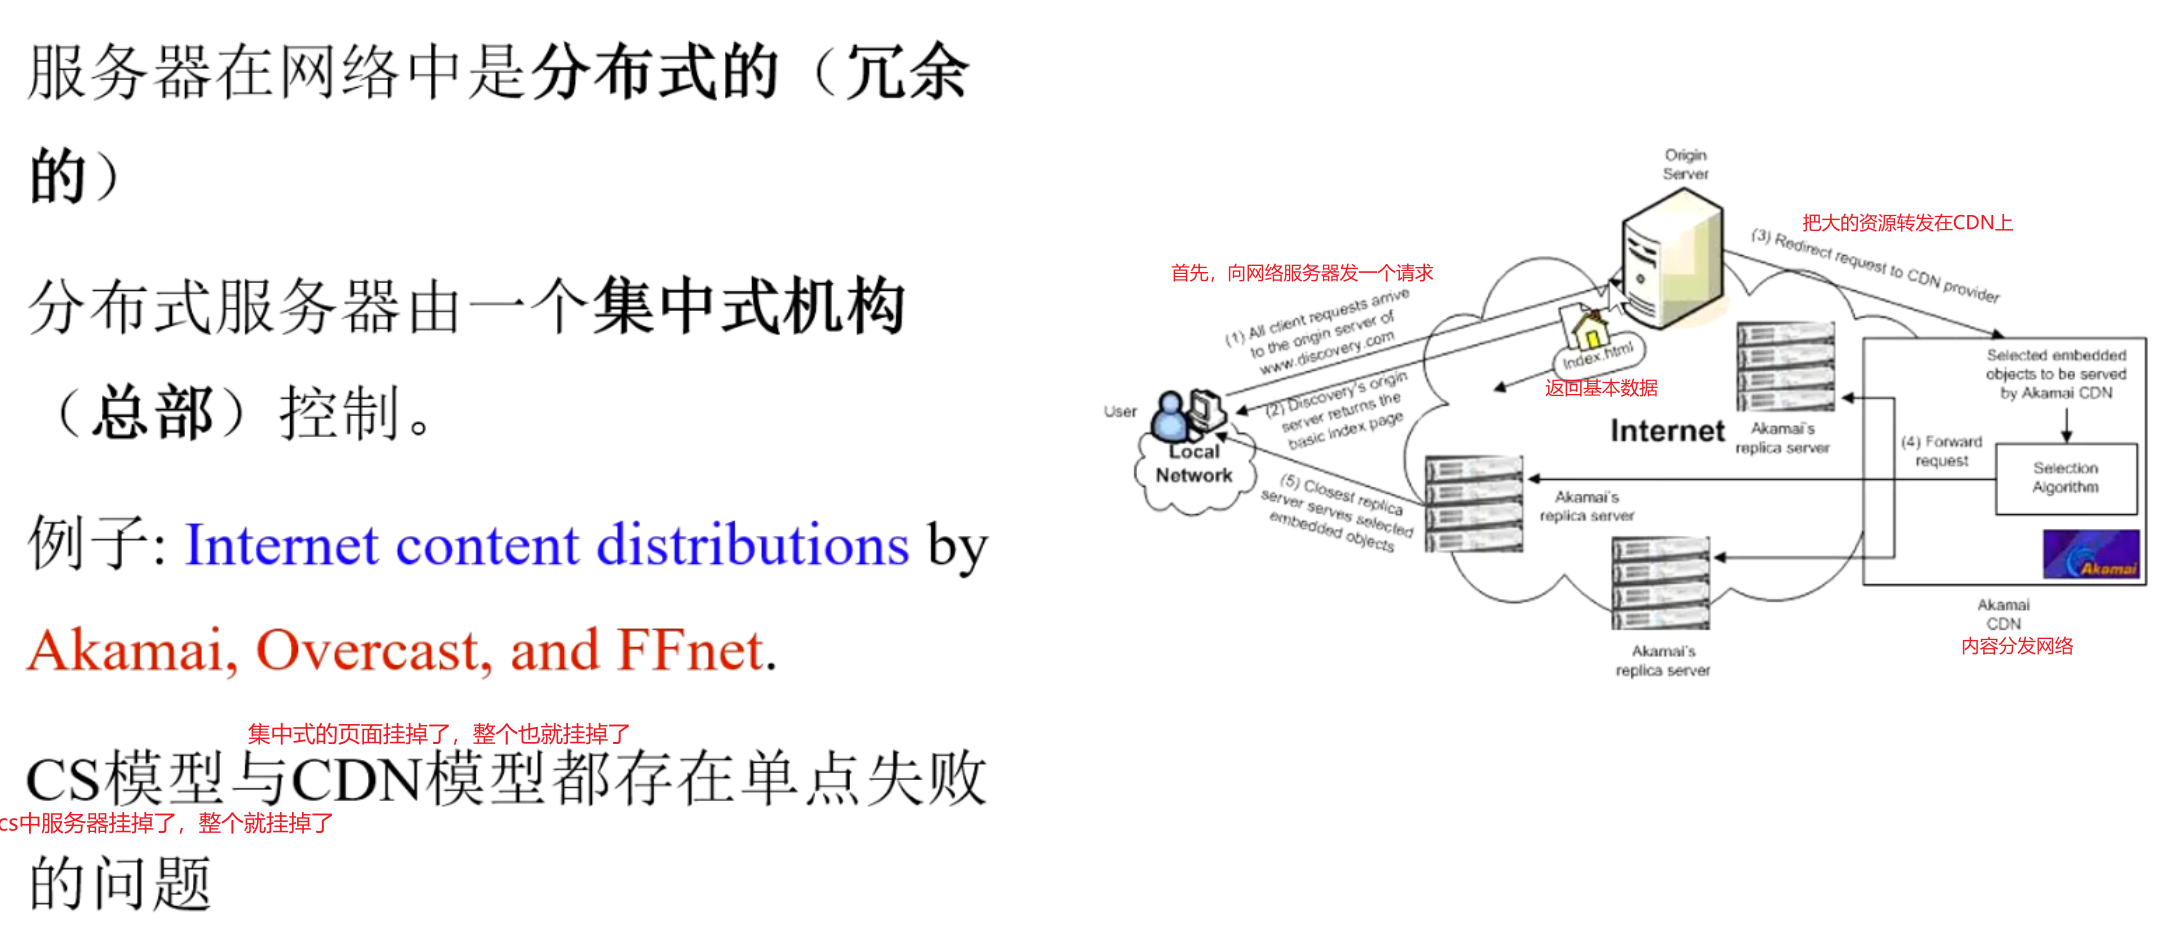 服务器在网络中是分布式的（冗余
的）
分布式服务器由一个集中式机构
（总部）控制。
例子: Internet content distributions by
Akamai, Overcast, and FFnet.
集中式的页面挂掉了，整个也就挂掉了
CS模型与CDN模型都存在单点失败
cs中服务器挂掉了，整个就挂掉了
的问题
Origin
Server
把大的资源转发在CDN上
(3) Redirect request to CDN provider
首先，向网络服务器发一个请求
(1) All client requests arrive
to the origin server of
www.discovery.com
Index.html
返回基本数据
(2) Discovery's origin
server returns the
basic index page
User
Local
Network
Internet
Akamai's
replica server
Selected embedded
objects to be served
by Akamai CDN
(4) Forward
request
Selection
Algorithm
(5) Closest replica
server serves selected
embedded objects
Akamai's
replica server
Akamai's
replica server
Akamai
Akamai
CDN
内容分发网络